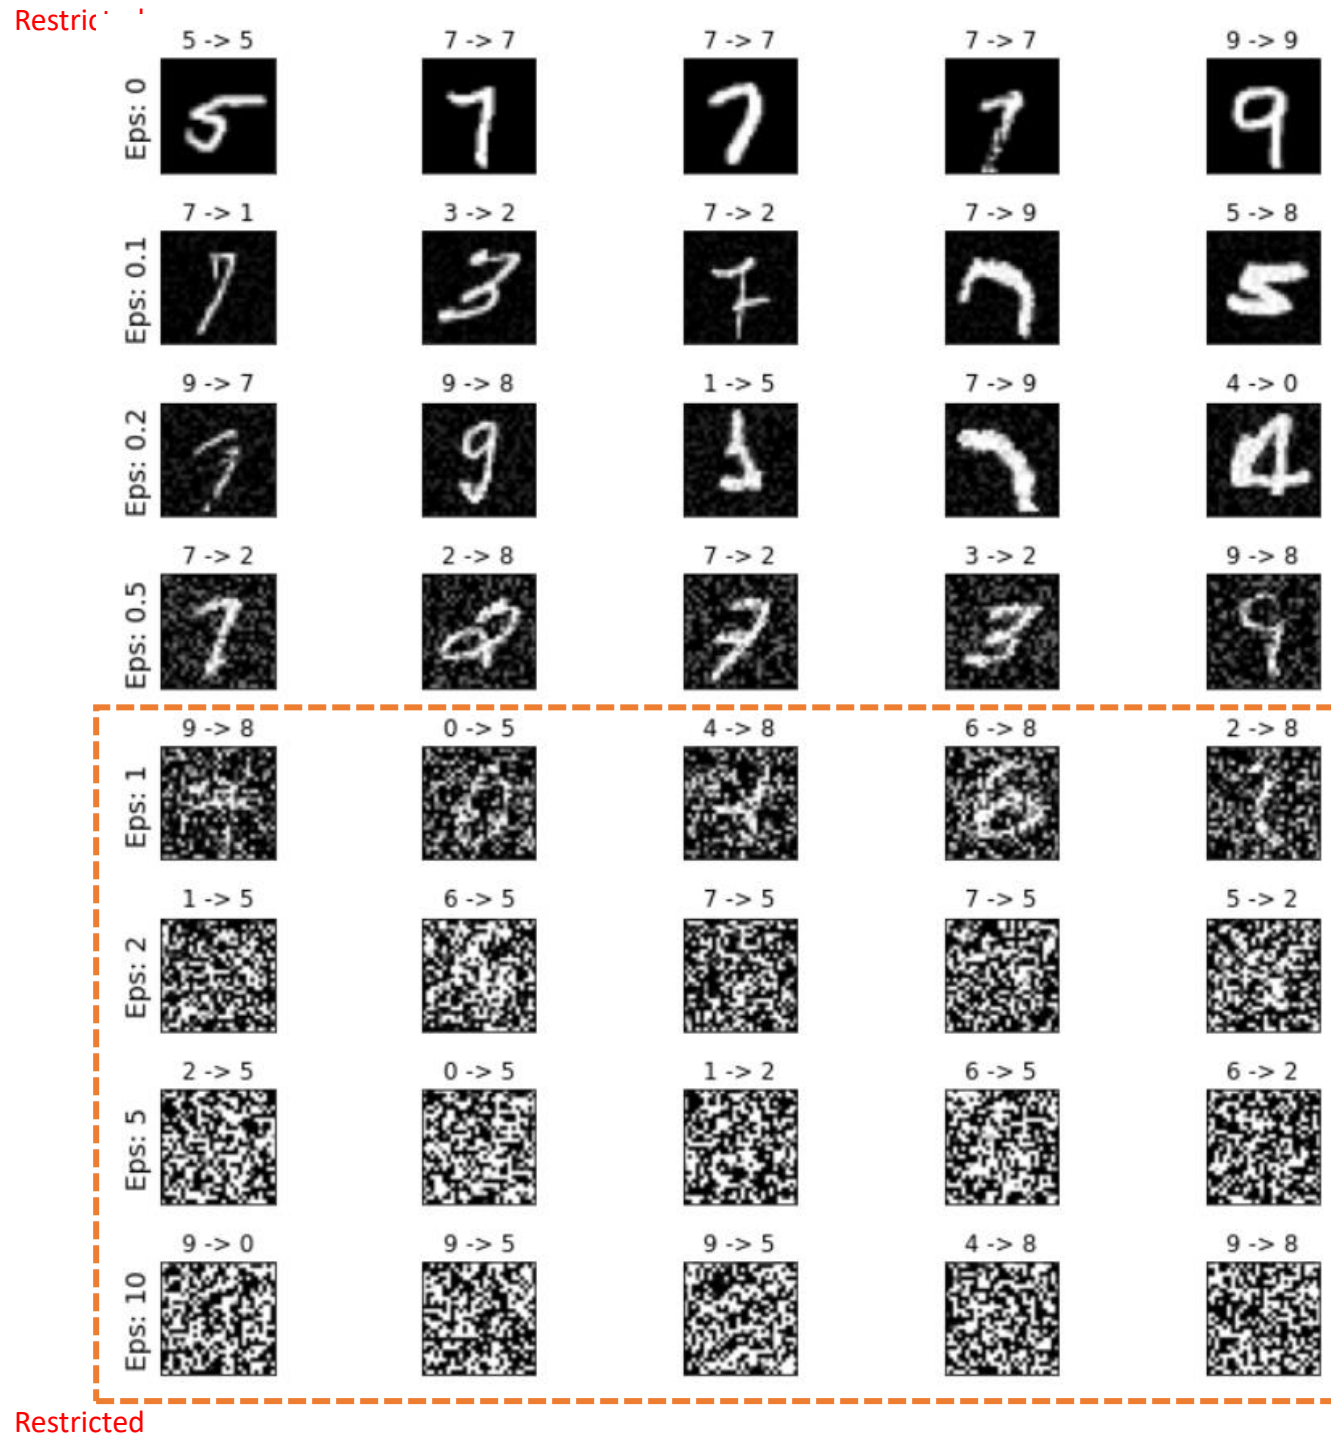 Restricted
5 -> 5 7 -> 7 7 -> 7 7 -> 7 9 -> 9
Eps: 0
7 -> 1 3 -> 2 7 -> 2 7 -> 9 5 -> 8
Eps: 0.1
9 -> 7 9 -> 8 1 -> 5 7 -> 9 4 -> 0
Eps: 0.2
7 -> 2 2 -> 8 7 -> 2 3 -> 2 9 -> 8
Eps: 0.5
9 -> 8 0 -> 5 4 -> 8 6 -> 8 2 -> 8
Eps: 1
1 -> 5 6 -> 5 7 -> 5 7 -> 5 5 -> 2
Eps: 2
2 -> 5 0 -> 5 1 -> 2 6 -> 5 6 -> 2
Eps: 5
9 -> 0 9 -> 5 9 -> 5 4 -> 8 9 -> 8
Eps: 10
Restricted